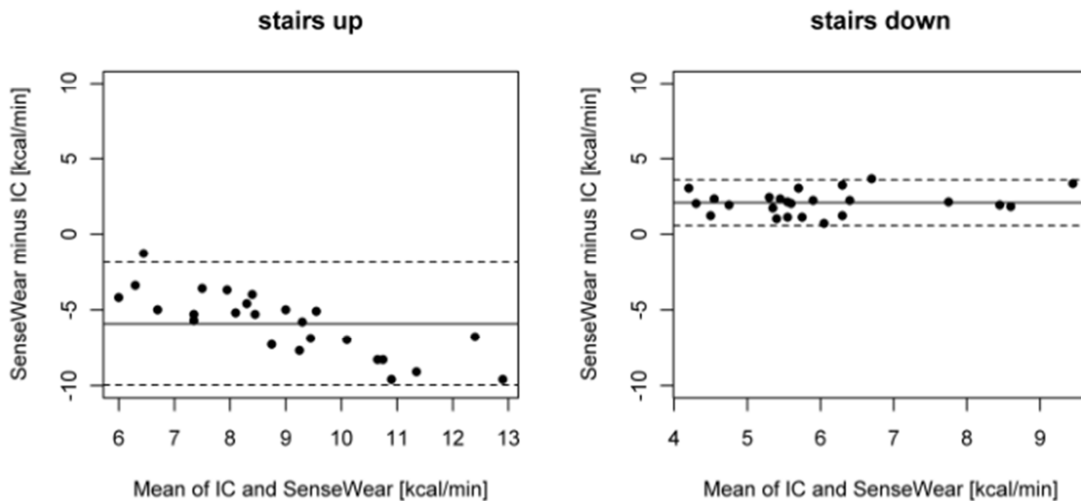 stairs up
SenseWear minus IC [kcal/min]
10
5
0
-5
-10
6 7 8 9 10 11 12 13
Mean of IC and SenseWear [kcal/min]
stairs down
SenseWear minus IC [kcal/min]
10
5
0
-5
-10
4 5 6 7 8 9
Mean of IC and SenseWear [kcal/min]